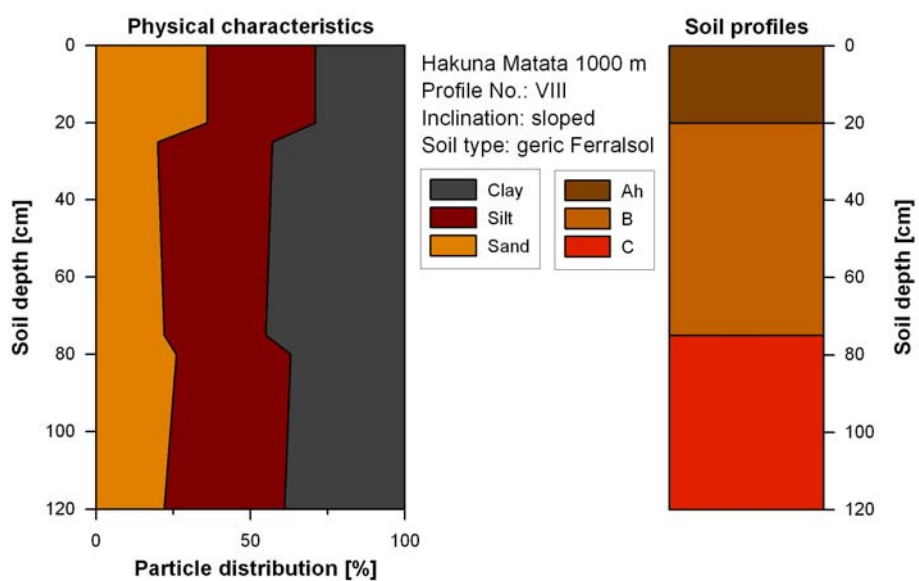 Physical characteristics
Soil profiles
0
20
40
60
80
100
120
Soil depth [cm]
0
50
100
Particle distribution [%]
Hakuna Matata 1000 m
Profile No.: VIII
Inclination: sloped
Soil type: geric Ferralsol
Clay
Silt
Sand
Ah
B
C
0
20
40
60
80
100
120
Soil depth [cm]